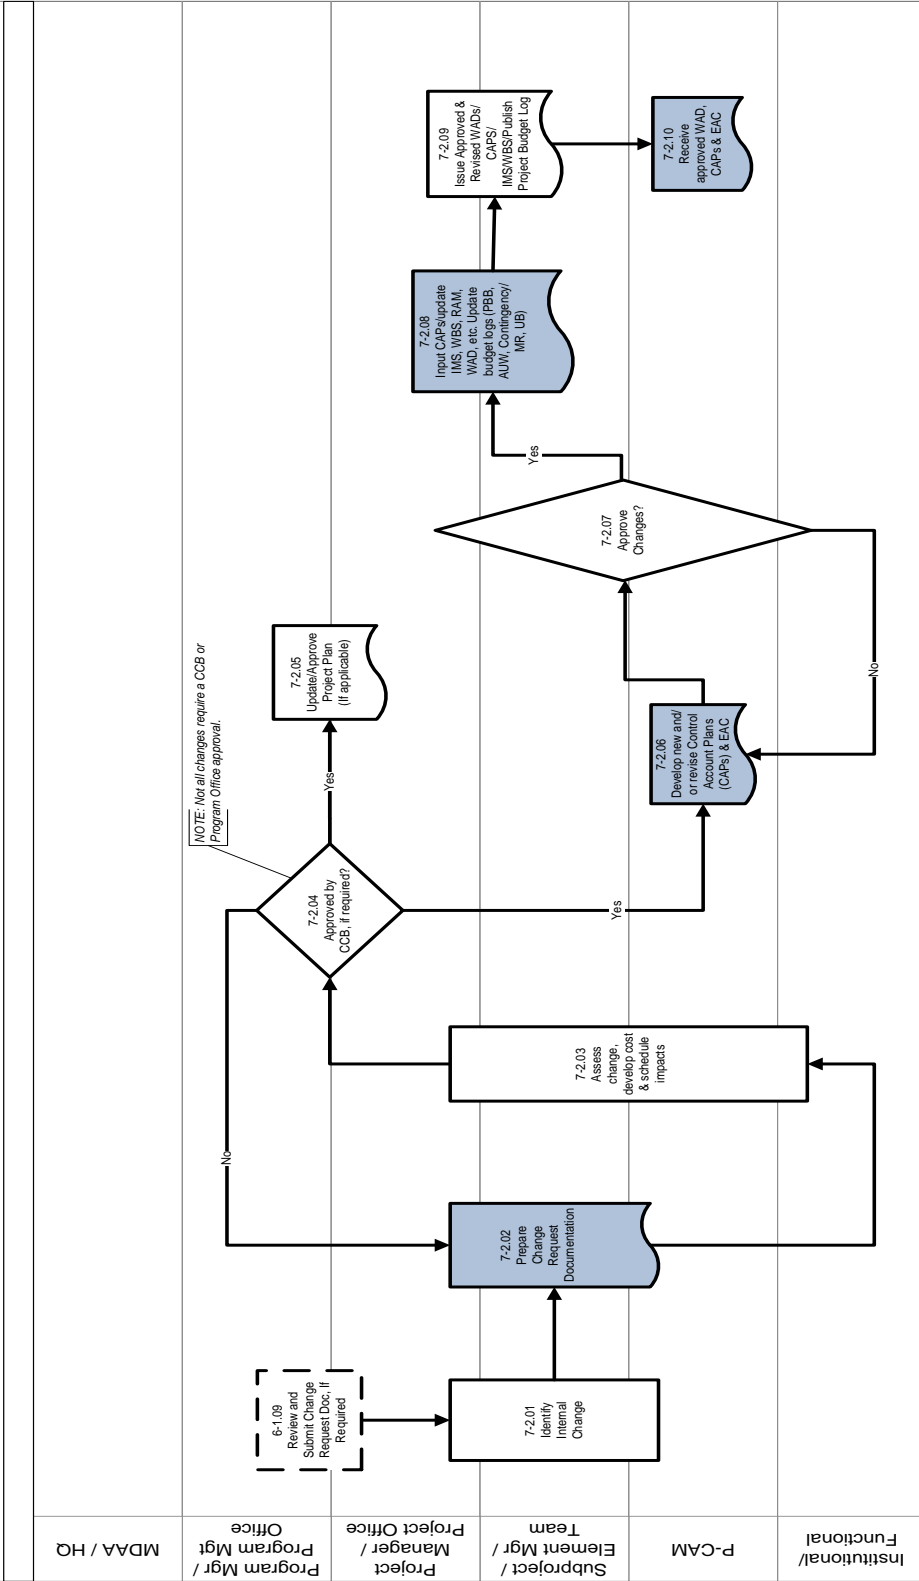 NOTE: Not all changes require a CCB or
Program Office approval.
7-2.09
Issue Approved &
Revised WADs/
CAPS/
IMS/WBS/Publish
Project Budget Log
7-2.10
Receive
approved WAD,
CAPs & EAC
7-2.08
Input CAPs/update
IMS, WBS, RAM,
WAD, etc. Update
budget logs (PBB,
AUW, Contingency/
MR, UB)
Yes
7-2.07
Approve
Changes?
No
7-2.05
Update/Approve
Project Plan
(If applicable)
Yes
7-2.06
Develop new and/
or revise Control
Account Plans
(CAPs) & EAC
7-2.04
Approved by
CCB, if required?
Yes
No
7-2.03
Assess
change,
develop cost
& schedule
impacts
7-2.02
Prepare
Change
Request
Documentation
6-1.09
Review and
Submit Change
Request Doc, If
Required
7-2.01
Identify
Internal
Change
MDAA / HQ
Program Mgr /
Program Mgt
Office
Project
Manager /
Project Office
Subproject /
Element Mgr /
Team
P-CAM
Institutional/
Functional